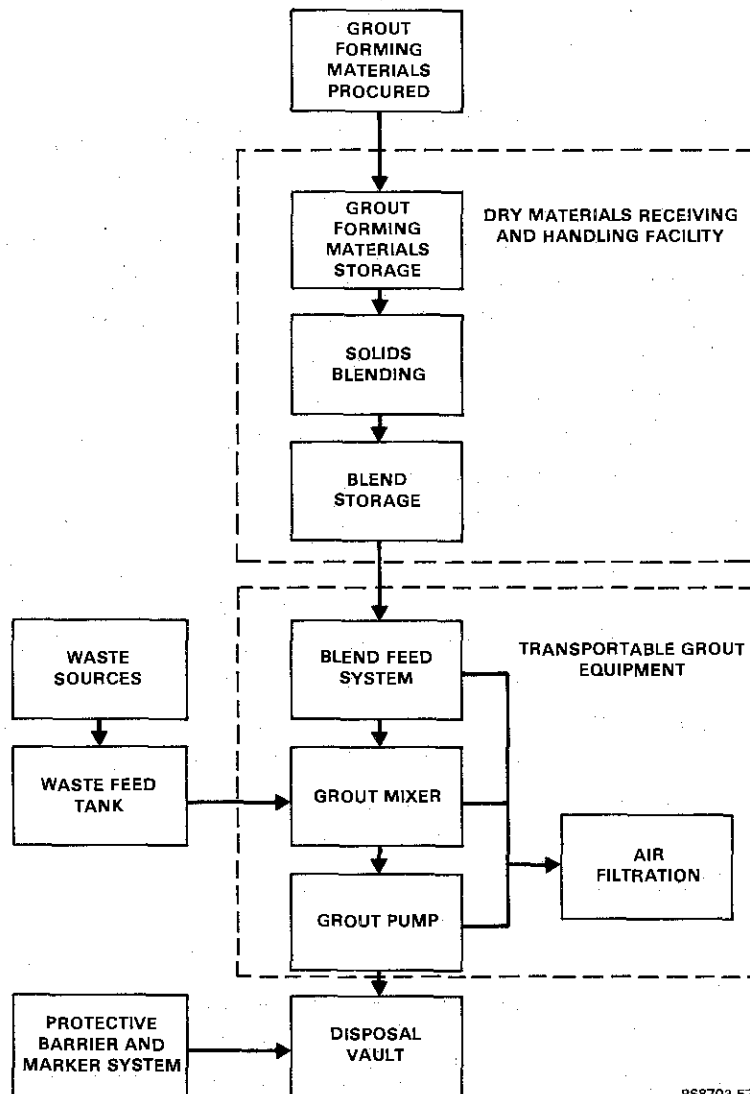 GROUT
FORMING
MATERIALS
PROCURED
GROUT
FORMING
MATERIALS
STORAGE
DRY MATERIALS RECEIVING
AND HANDLING FACILITY
SOLIDS
BLENDING
BLEND
STORAGE
WASTE
SOURCES
BLEND FEED
SYSTEM
TRANSPORTABLE GROUT
EQUIPMENT
WASTE FEED
TANK
GROUT MIXER
AIR
FILTRATION
GROUT PUMP
PROTECTIVE
BARRIER AND
MARKER SYSTEM
DISPOSAL
VAULT